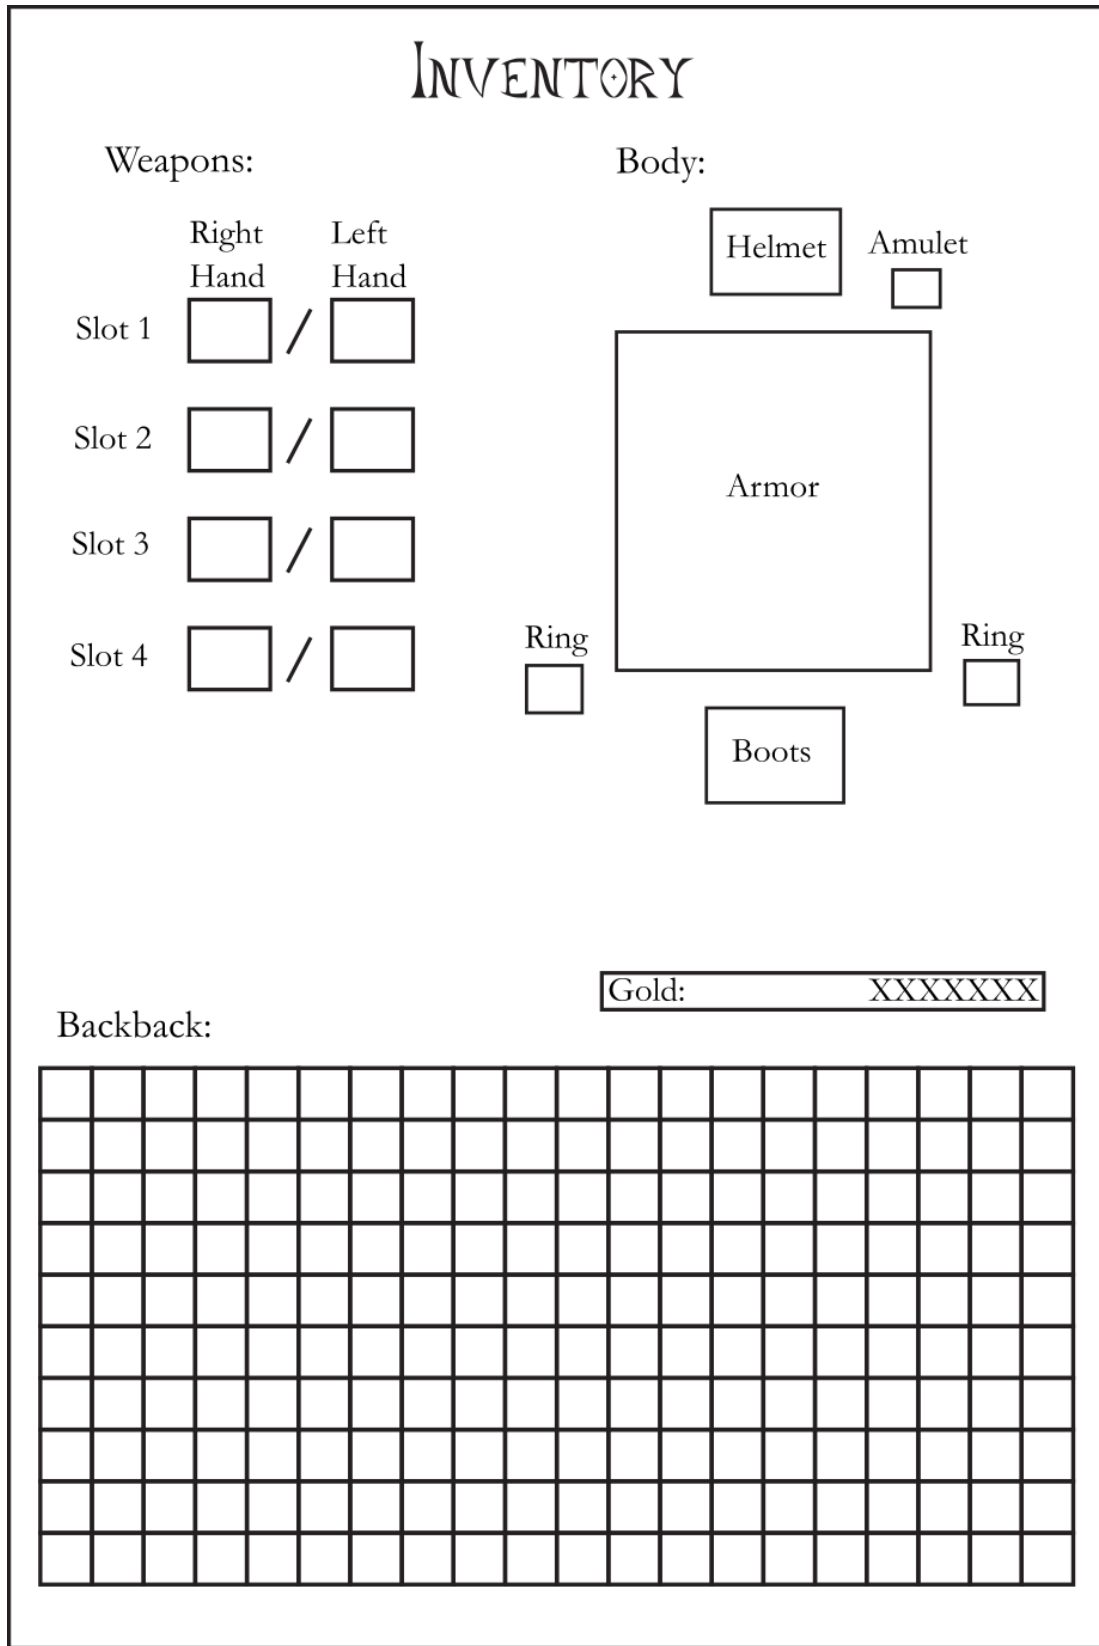 INVENTORY
Weapons:
Right Hand
Left Hand
Slot 1
Slot 2
Slot 3
Slot 4
Body:
Helmet
Amulet
Armor
Ring
Ring
Boots
Gold: XXXXXXX
Backback: